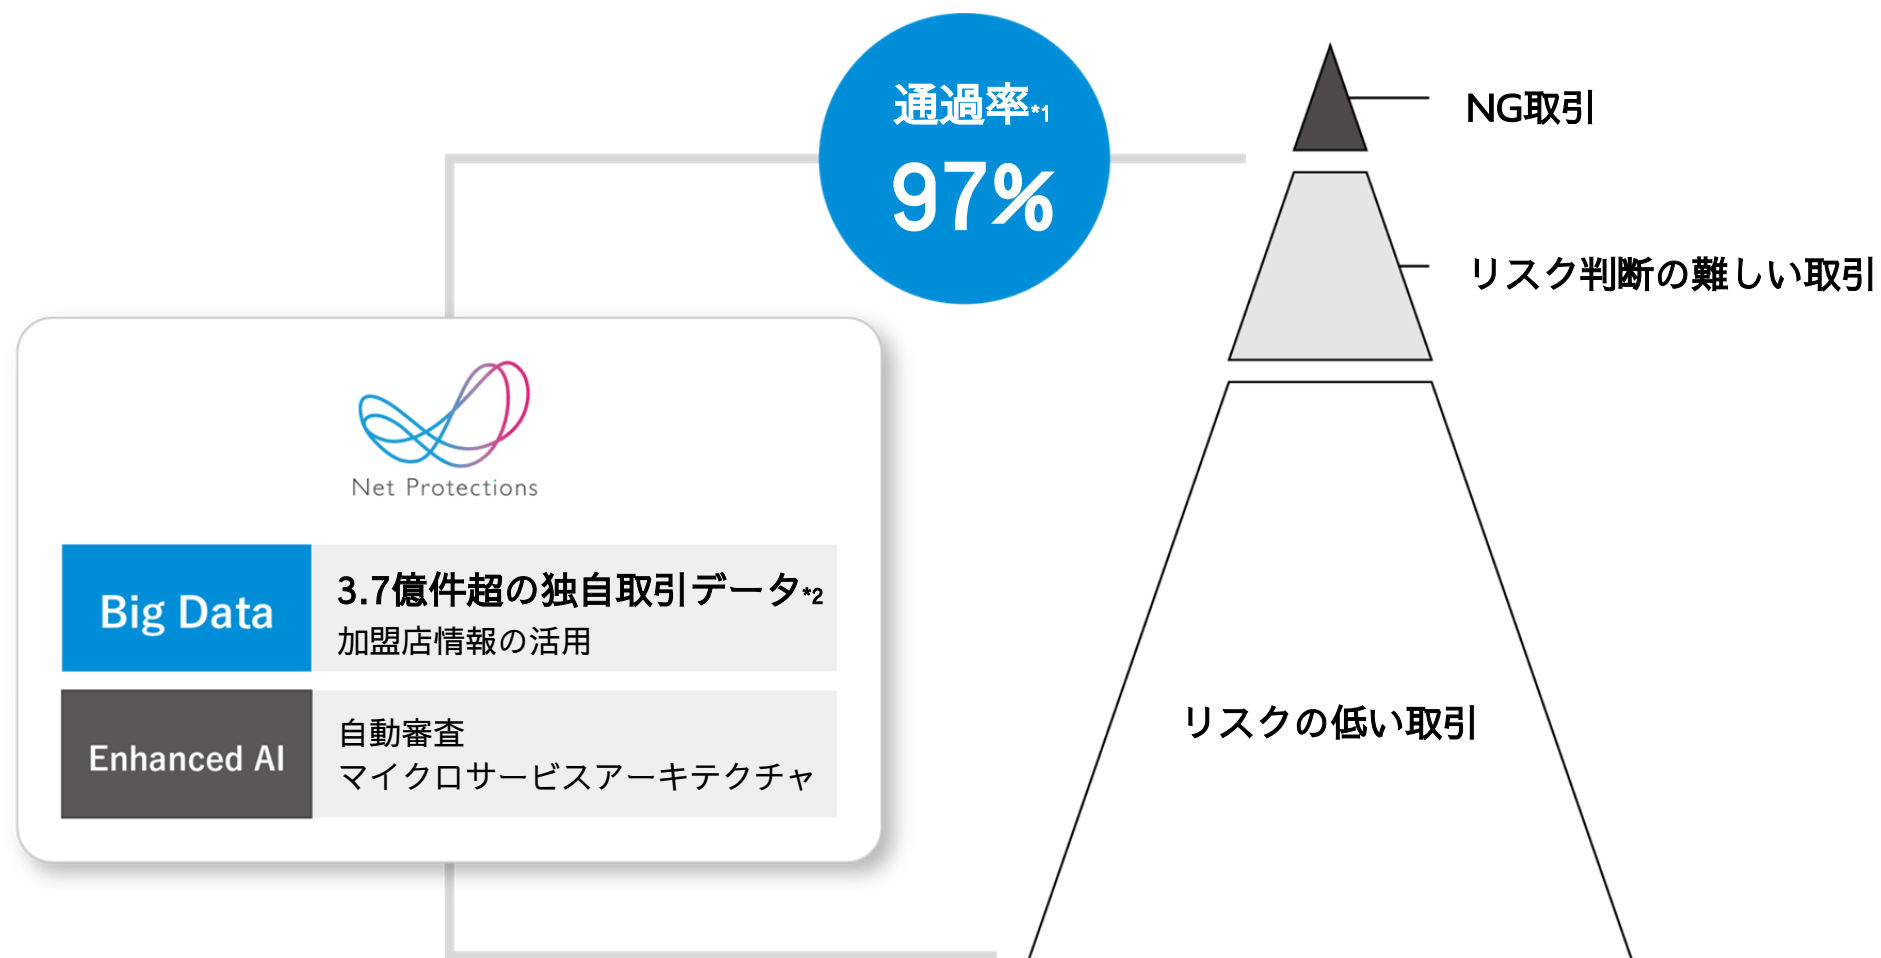 通過率*1
97%
NG取引
リスク判断の難しい取引
Net Protections
Big Data
3.7億件超の独自取引データ*2
加盟店情報の活用
Enhanced AI
自動審査
マイクロサービスアーキテクチャ
リスクの低い取引